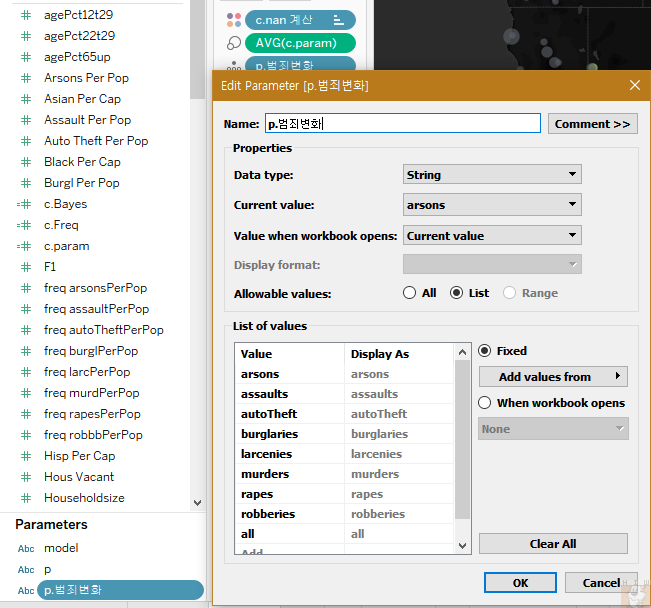 agePct12t29
agePct22t29
agePct65up
Arsons Per Pop
Asian Per Cap
Assault Per Pop
Auto Theft Per Pop
Black Per Cap
Burgl Per Pop
c.Bayes
c.Freq
c.param
F1
freq arsonsPerPop
freq assaultPerPop
freq autoTheftPerPop
freq burglPerPop
freq larcPerPop
freq murdPerPop
freq rapesPerPop
freq robbbPerPop
Hisp Per Cap
Hous Vacant
Householdsize
Parameters
Abc model
Abc p
Abc p.범죄변화
c.nan 계산
AVG(c.param)
p.범죄변화
Edit Parameter [p.범죄변화]
Name: p.범죄변화 Comment >>
Properties
Data type: String
Current value: arsons
Value when workbook opens: Current value
Display format:
Allowable values: All List Range
List of values
Value Display As
arsons arsons
assaults assaults
autoTheft autoTheft
burglaries burglaries
larcenies larcenies
murders murders
rapes rapes
robberies robberies
all all
Add
Fixed
Add values from
When workbook opens
None
Clear All
OK Cancel